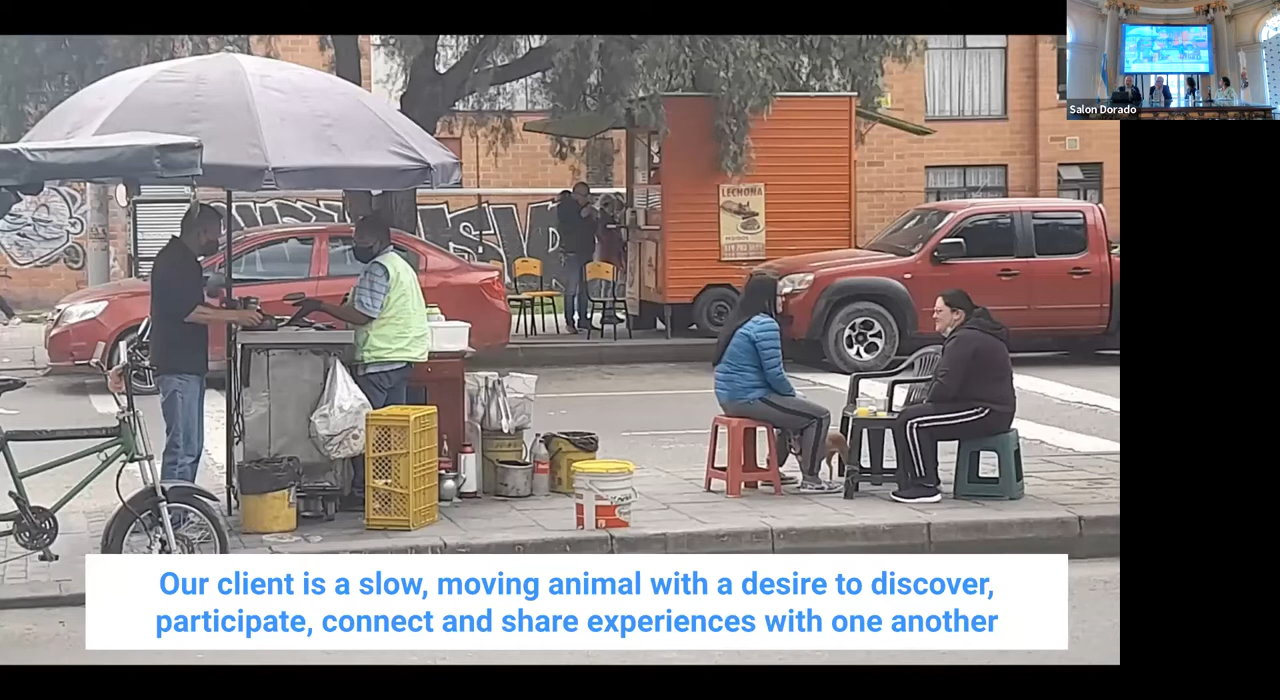 Salon Dorado
LECHONA
Our client is a slow, moving animal with a desire to discover,
participate, connect and share experiences with one another